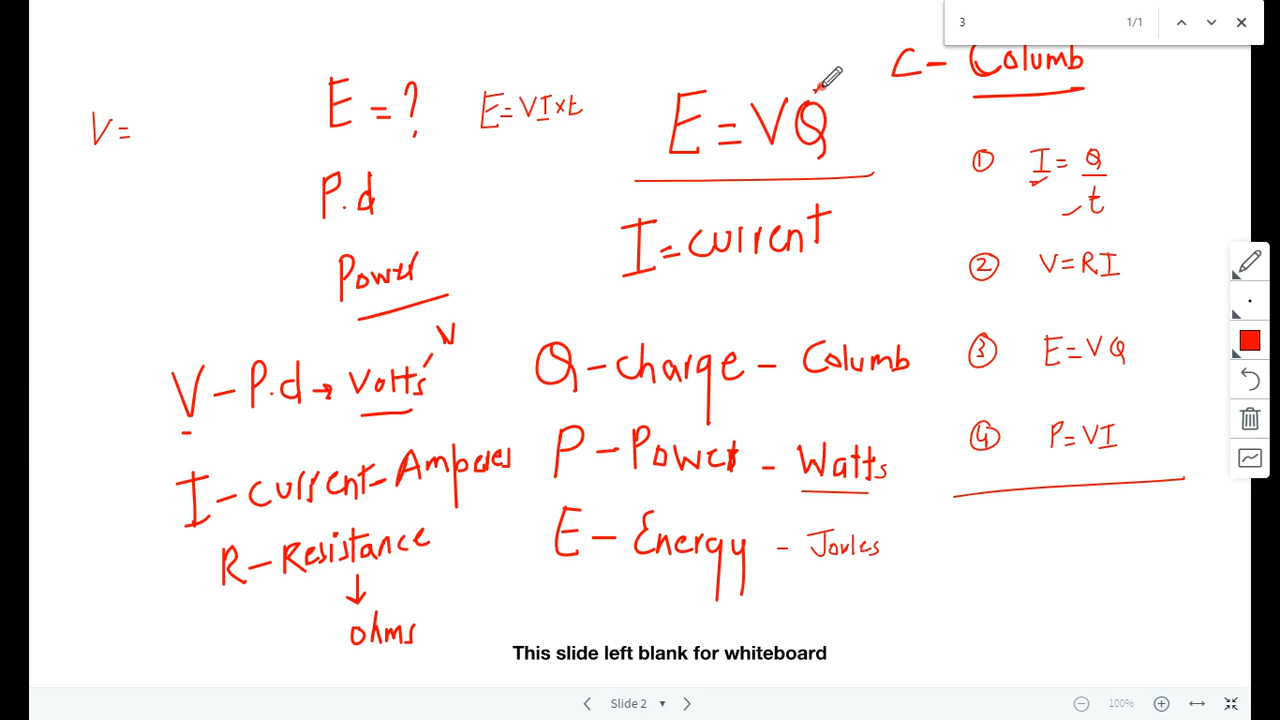 3 1/1
C - Columb
V =
E = ?
E = VI x t
E = VQ
P.d
I = current
Power
① I = Q/t
② V = RI
③ E = VQ
④ P = VI
V
V - P.d → Volts
I - current - Amperes
R - Resistance
↓
ohms
Q - charge - Columb
P - Power - Watts
E - Energy - Joules
This slide left blank for whiteboard
Slide 2
100%